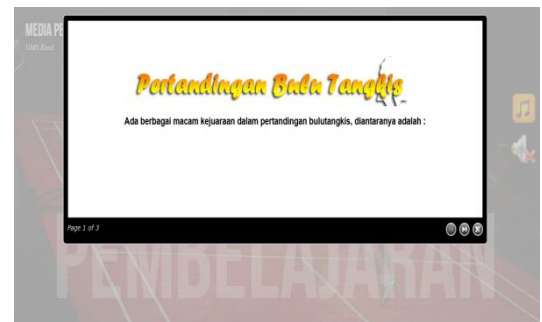 MEDIA PE
Pertandingan Bulu Tangkis
Ada berbagai macam kejuaraan dalam pertandingan bulutangkis, diantaranya adalah :
Page 1 of 3
PEMBELAJARAN